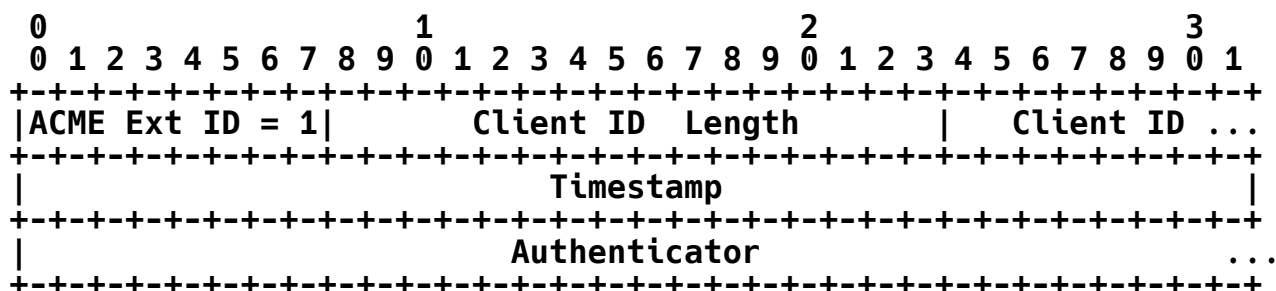 0                   1                   2                   3
 0 1 2 3 4 5 6 7 8 9 0 1 2 3 4 5 6 7 8 9 0 1 2 3 4 5 6 7 8 9 0 1
+-+-+-+-+-+-+-+-+-+-+-+-+-+-+-+-+-+-+-+-+-+-+-+-+-+-+-+-+-+-+-+-+
|ACME Ext ID = 1|       Client ID  Length       |   Client ID ...
+-+-+-+-+-+-+-+-+-+-+-+-+-+-+-+-+-+-+-+-+-+-+-+-+-+-+-+-+-+-+-+-+
|                           Timestamp                           |
+-+-+-+-+-+-+-+-+-+-+-+-+-+-+-+-+-+-+-+-+-+-+-+-+-+-+-+-+-+-+-+-+
|                         Authenticator                        ...
+-+-+-+-+-+-+-+-+-+-+-+-+-+-+-+-+-+-+-+-+-+-+-+-+-+-+-+-+-+-+-+-+